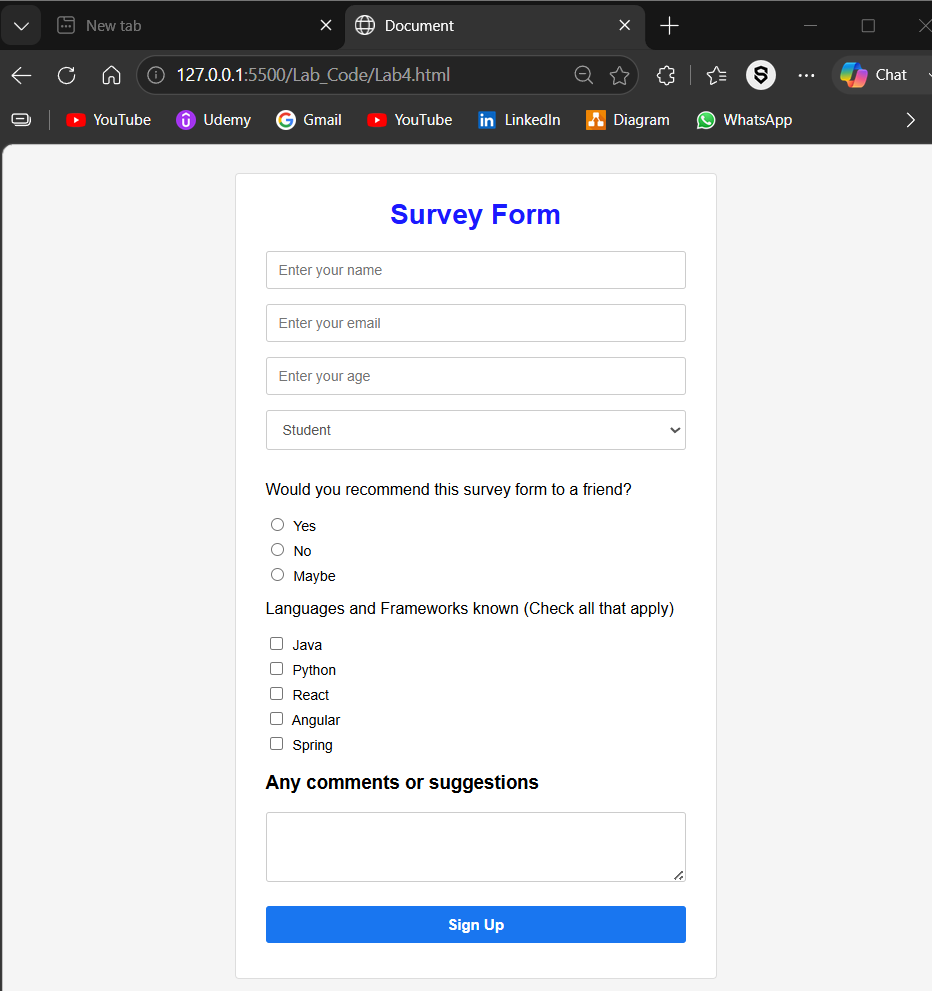 New tab
Document
127.0.0.1:5500/Lab_Code/Lab4.html
Chat
YouTube Udemy Gmail YouTube LinkedIn Diagram WhatsApp
Survey Form
Enter your name
Enter your email
Enter your age
Student
Would you recommend this survey form to a friend?
Yes
No
Maybe
Languages and Frameworks known (Check all that apply)
Java
Python
React
Angular
Spring
Any comments or suggestions
Sign Up